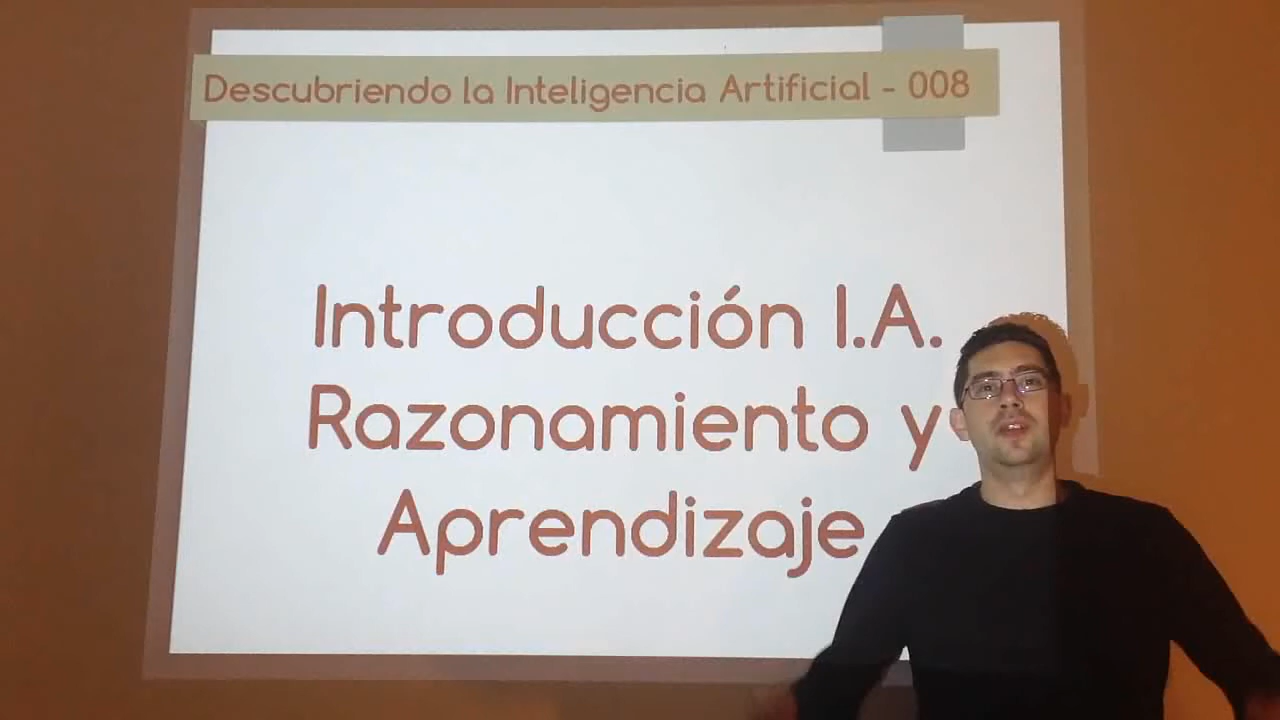 Descubriendo la Inteligencia Artificial - 008
Introducción I.A.
Razonamiento y
Aprendizaje